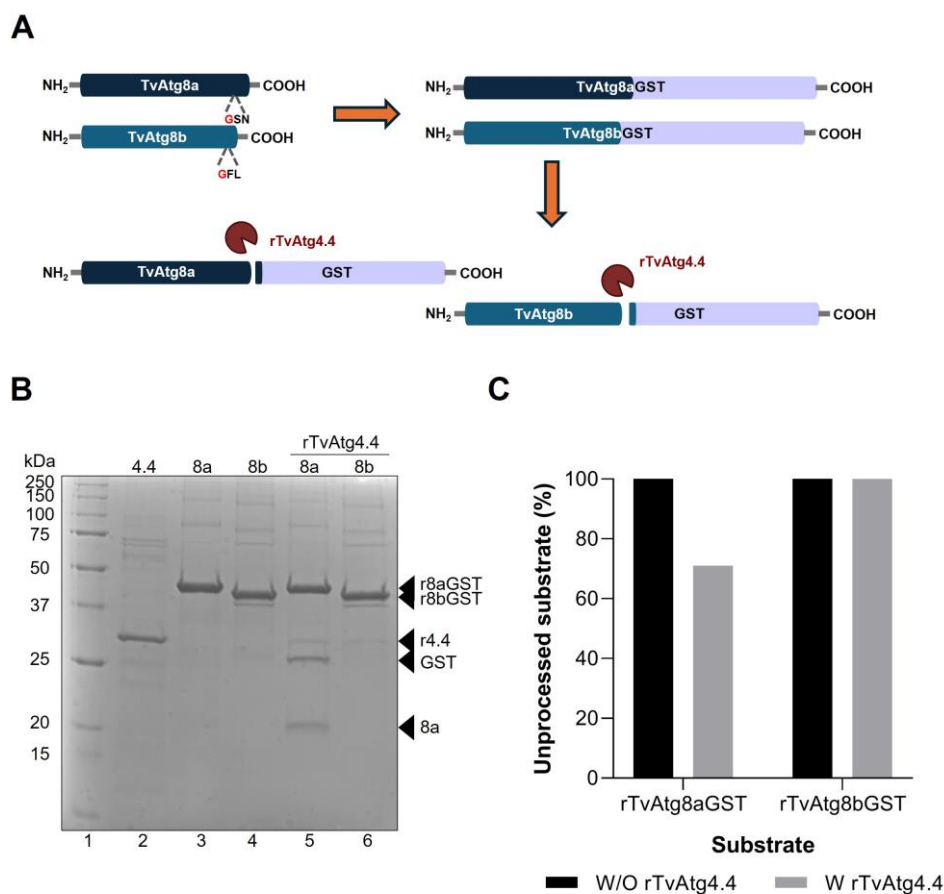 A
NH2 TvAtg8a COOH
GSN
NH2 TvAtg8b COOH
GFL
NH2 TvAtg8aGST COOH
NH2 TvAtg8bGST COOH
rTvAtg4.4
NH2 TvAtg8a GST COOH
rTvAtg4.4
NH2 TvAtg8b GST COOH
B
rTvAtg4.4
kDa 4.4 8a 8b 8a 8b
250
150
100
75
50
37
25
20
15
r8aGST
r8bGST
r4.4
GST
8a
1 2 3 4 5 6
C
Unprocessed substrate (%)
100
80
60
40
20
0
rTvAtg8aGST rTvAtg8bGST
Substrate
W/O rTvAtg4.4 W rTvAtg4.4